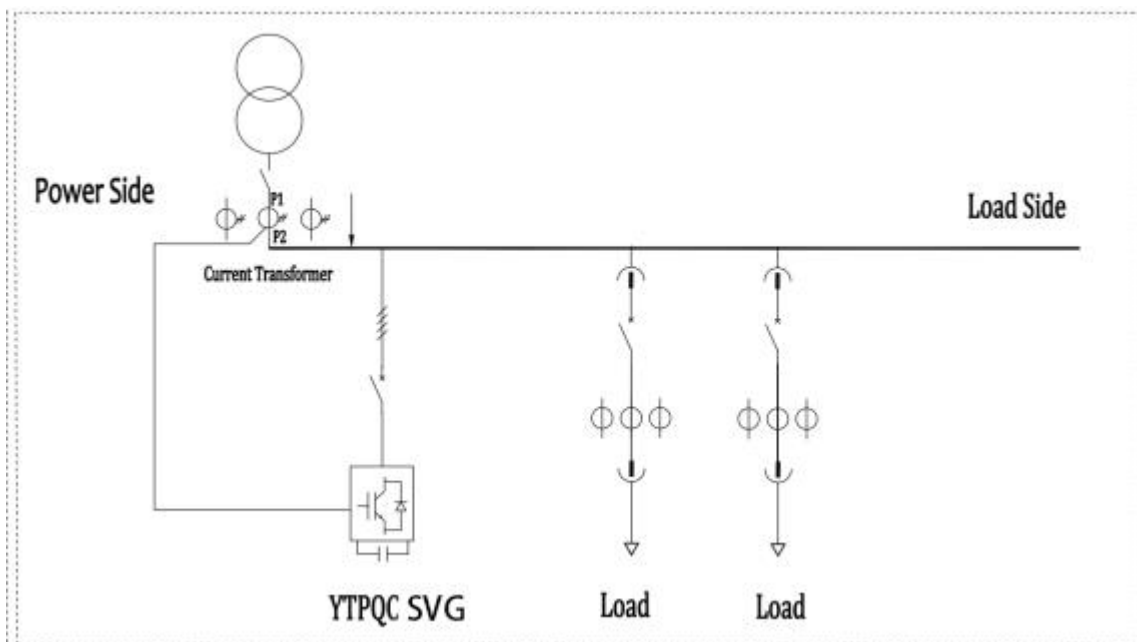 Power Side
P1
P2
Load Side
Current Transformer
YTPQC SVG
Load
Load